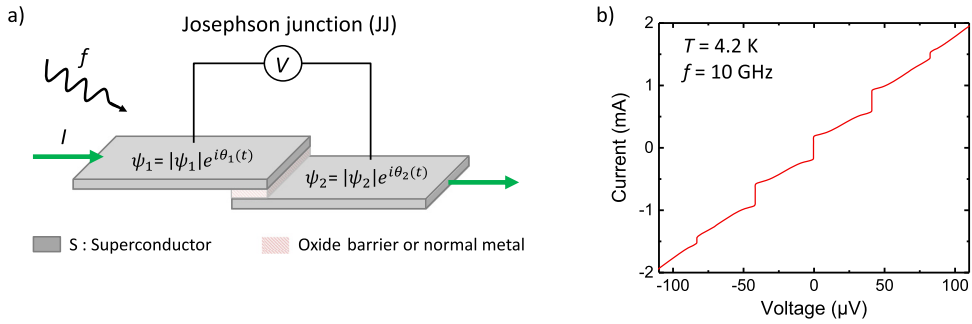 a)
Josephson junction (JJ)
f
V
I
ψ₁= |ψ₁|e^{iθ₁(t)}
ψ₂= |ψ₂|e^{iθ₂(t)}
S : Superconductor
Oxide barrier or normal metal
b)
T = 4.2 K
f = 10 GHz
Current (mA)
2
1
0
-1
-2
-100
-50
0
50
100
Voltage (µV)